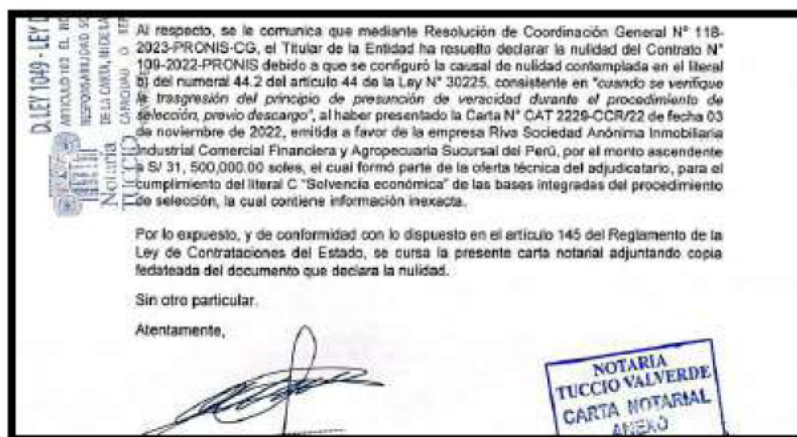 Al respecto, se le comunica que mediante Resolución de Coordinación General N° 118-
2023-PRONIS-CG, el Titular de la Entidad ha resuelto declarar la nulidad del Contrato N°
109-2022-PRONIS debido a que se configuró la causal de nulidad contemplada en el literal
b) del numeral 44.2 del artículo 44 de la Ley N° 30225, consistente en "cuando se verifique
la trasgresión del principio de presunción de veracidad durante el procedimiento de
selección, previo descargo", al haber presentado la Carta N° CAT 2229-CCR/22 de fecha 03
de noviembre de 2022, emitida a favor de la empresa Riva Sociedad Anónima Inmobiliaria
Industrial Comercial Financiera y Agropecuaria Sucursal del Perú, por el monto ascendente
a S/ 31, 500,000.00 soles, el cual formó parte de la oferta técnica del adjudicatario, para el
cumplimiento del literal C "Solvencia económica" de las bases integradas del procedimiento
de selección, la cual contiene información inexacta.
Por lo expuesto, y de conformidad con lo dispuesto en el artículo 145 del Reglamento de la
Ley de Contrataciones del Estado, se cursa la presente carta notarial adjuntando copia
fedateada del documento que declara la nulidad.
Sin otro particular.
Atentamente,
D. LEY 1049 - LEY D
DE LA CARTA, NI DE LA
Notaria
TUCCIO
NOTARIA
TUCCIO VALVERDE
CARTA NOTARIAL
ANEXO